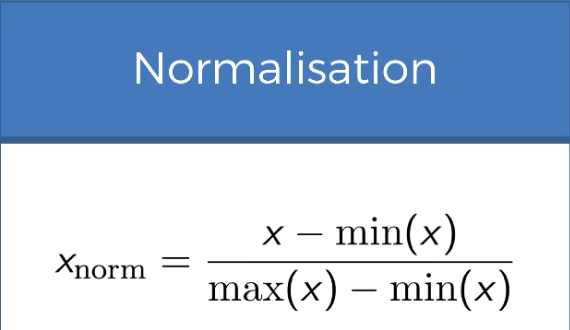 Normalisation
x_norm = (x − min(x)) / (max(x) − min(x))